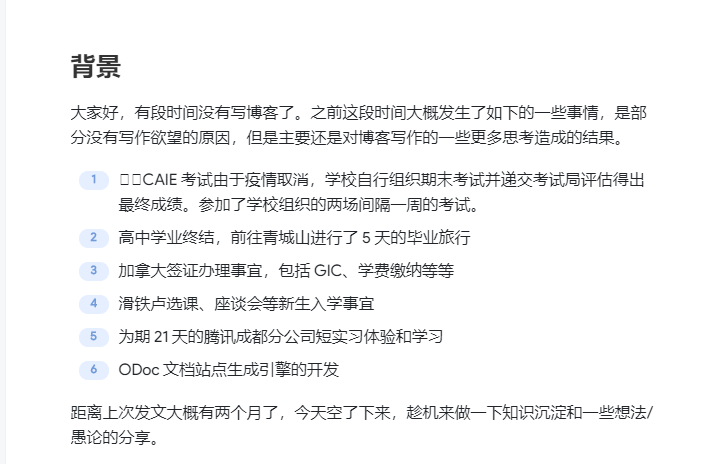 背景
大家好，有段时间没有写博客了。之前这段时间大概发生了如下的一些事情，是部
分没有写作欲望的原因，但是主要还是对博客写作的一些更多思考造成的结果。
1 CAIE 考试由于疫情取消，学校自行组织期末考试并递交考试局评估得出
最终成绩。参加了学校组织的两场间隔一周的考试。
2 高中学业终结，前往青城山进行了 5 天的毕业旅行
3 加拿大签证办理事宜，包括 GIC、学费缴纳等等
4 滑铁卢选课、座谈会等新生入学事宜
5 为期 21 天的腾讯成都分公司短实习体验和学习
6 ODoc 文档站点生成引擎的开发
距离上次发文大概有两个月了，今天空了下来，趁机来做一下知识沉淀和一些想法/
愚论的分享。